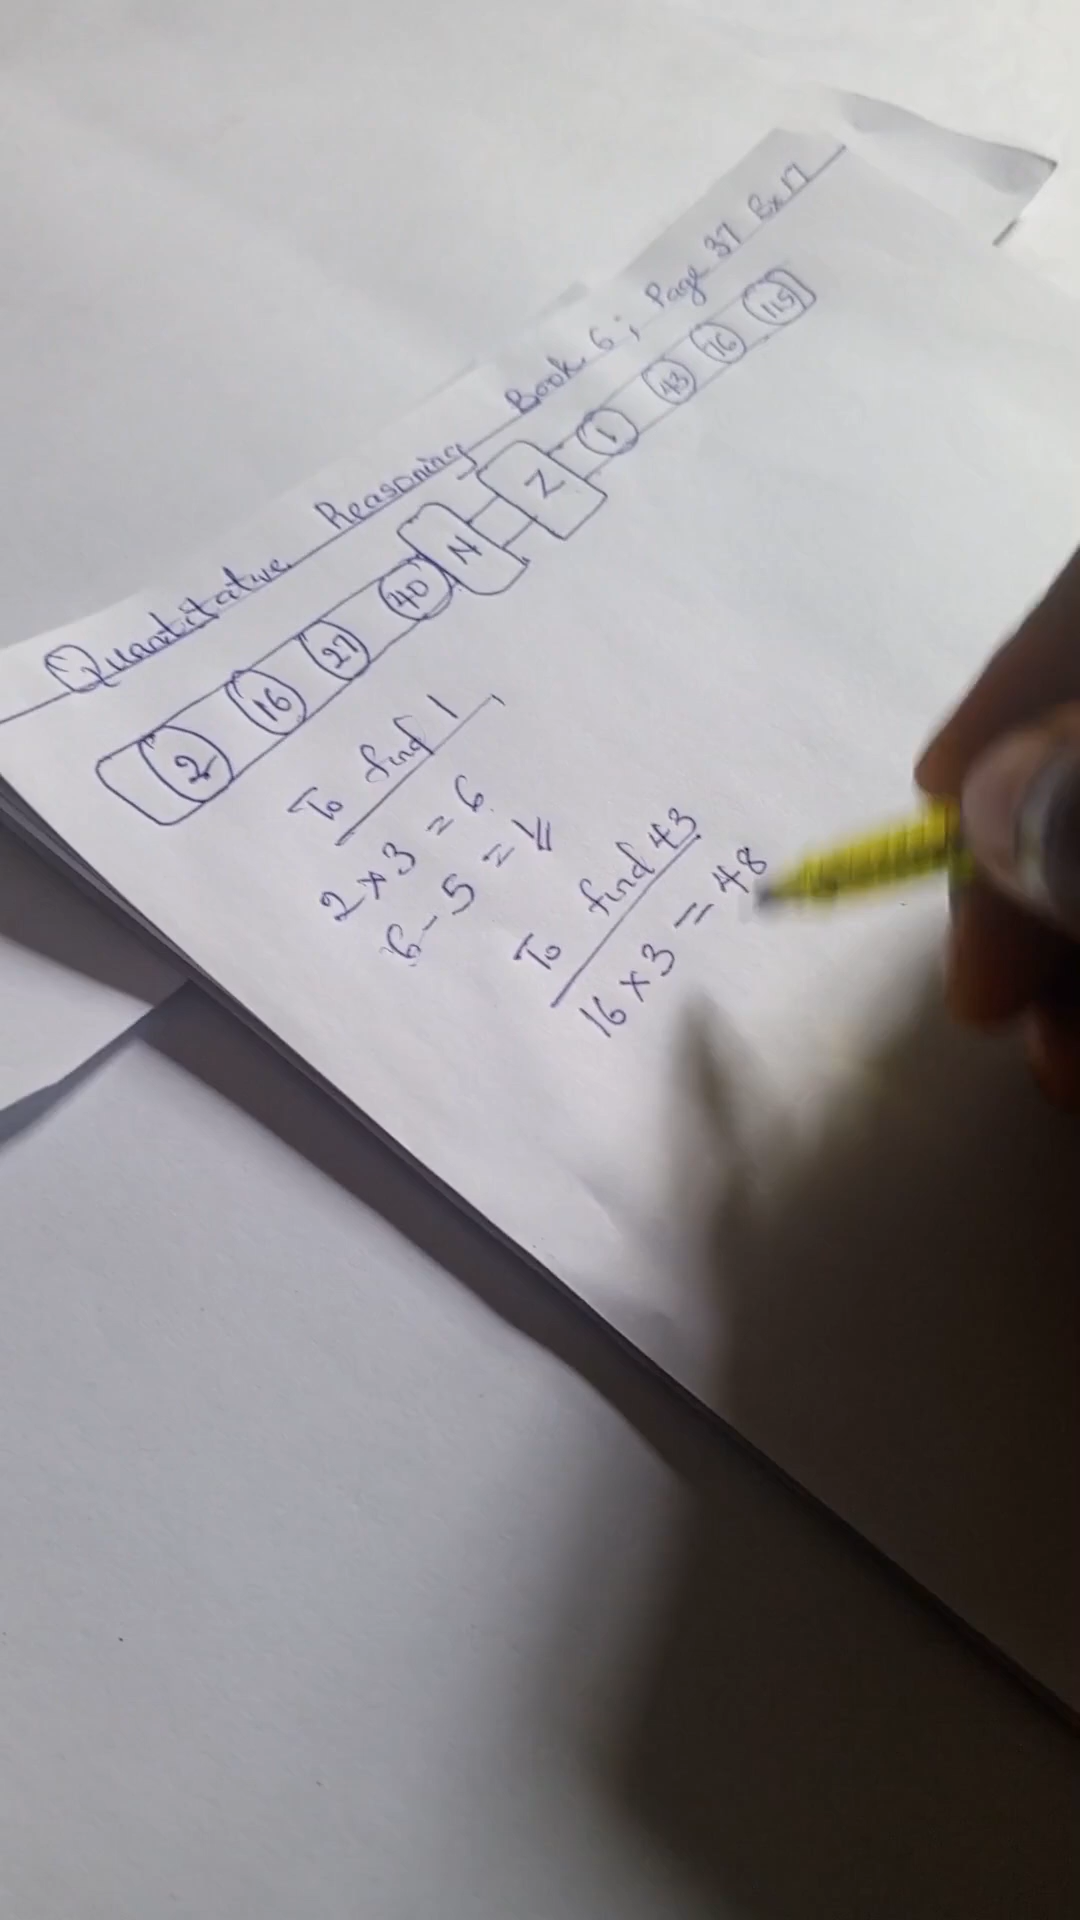 Quantitative Reasoning Book 6; Page 37 Ex 17
2 16 27 40 N Z 1 43 76 115
To find 1,
2 x 3 = 6
6 - 5 = 1
To find 43
16 x 3 = 48